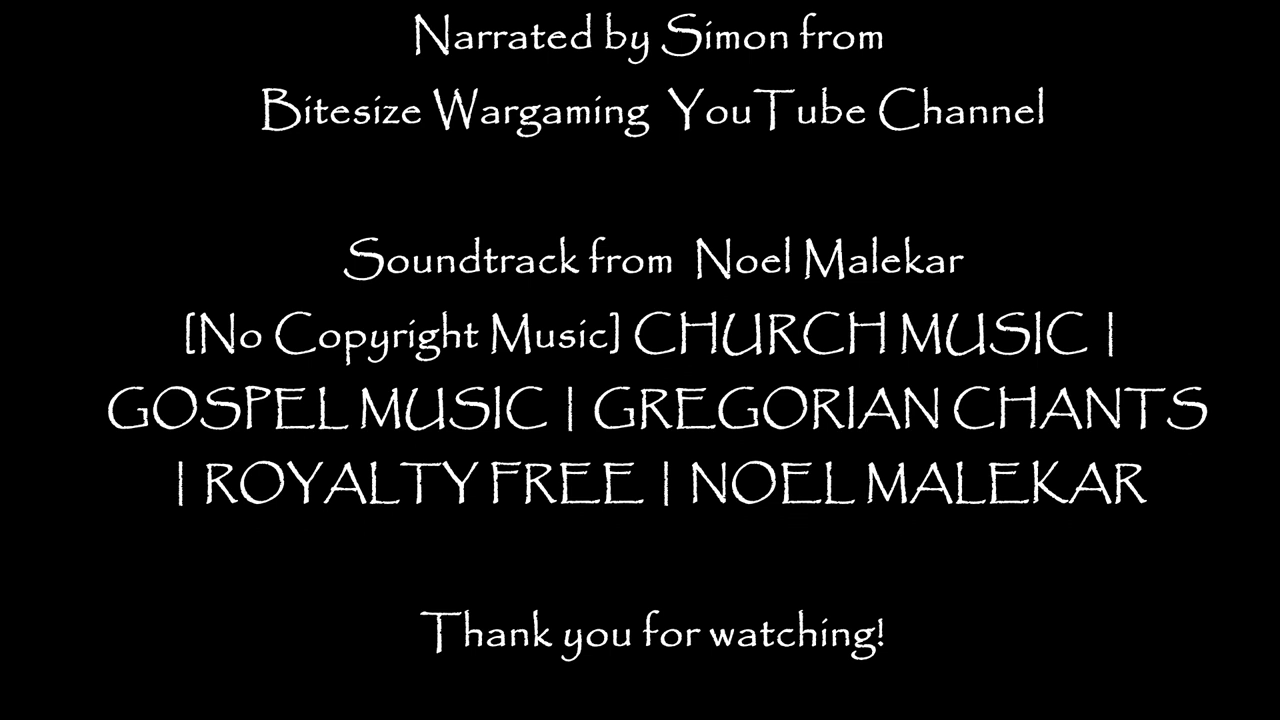 Narrated by Simon from
Bitesize Wargaming YouTube Channel
Soundtrack from Noel Malekar
[No Copyright Music] CHURCH MUSIC |
GOSPEL MUSIC | GREGORIAN CHANTS
| ROYALTY FREE | NOEL MALEKAR
Thank you for watching!